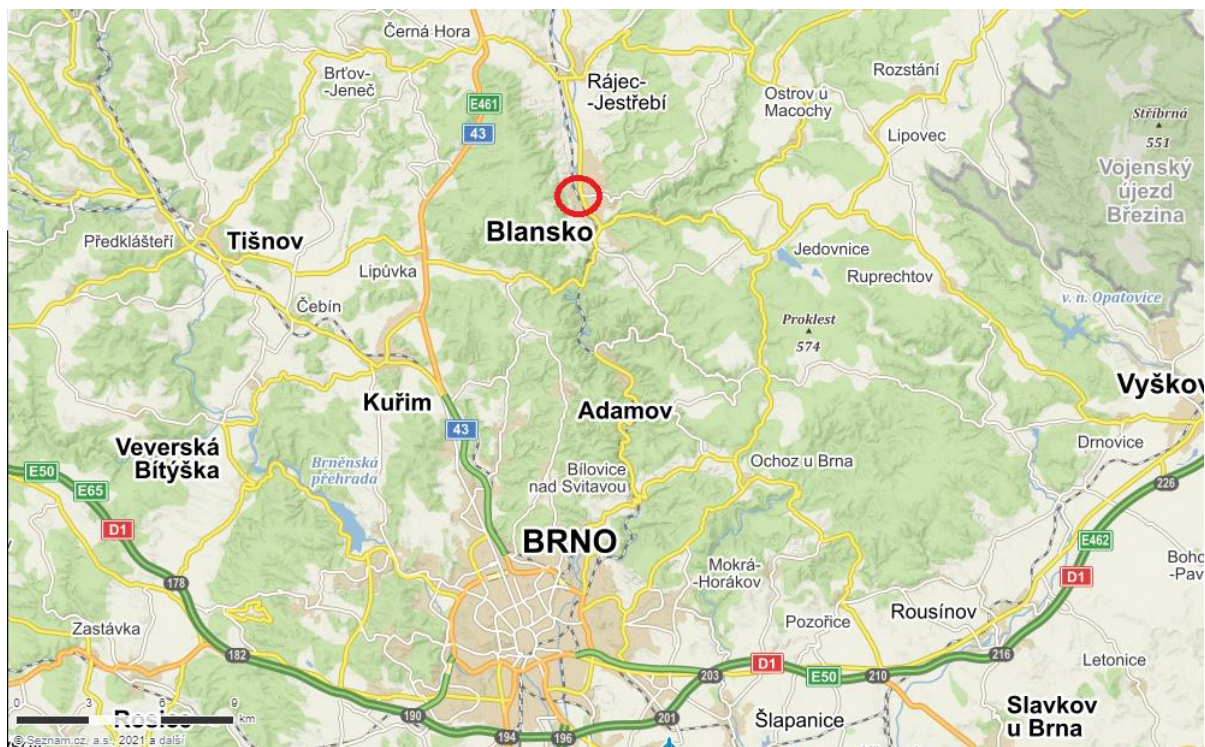 Černá Hora
Rájec-
-Jestřebí
Brťov-
-Jeneč
Rozstání
Ostrov u
Macochy
E461
43
Stříbrná
551
Lipovec
Vojenský
újezd
Březina
Blansko
Předklášteří
Tišnov
Lipůvka
Jedovnice
Ruprechtov
v. n. Opatovice
Čebín
Proklest
574
Vyškov
Kuřim
Adamov
43
Drnovice
Veverská
Bítýška
Brněnská
přehrada
Bílovice
nad Svitavou
Ochoz u Brna
E50
E65
D1
226
E462
BRNO
Boho
-Pav
178
Mokrá-
-Horákov
D1
Rousínov
Pozořice
Zastávka
182
216
Letonice
203
D1
E50
210
0 3 6 9
km
Rosice
190
194
196
201
Šlapanice
Slavkov
u Brna
© Seznam.cz, a.s., 2021 a další